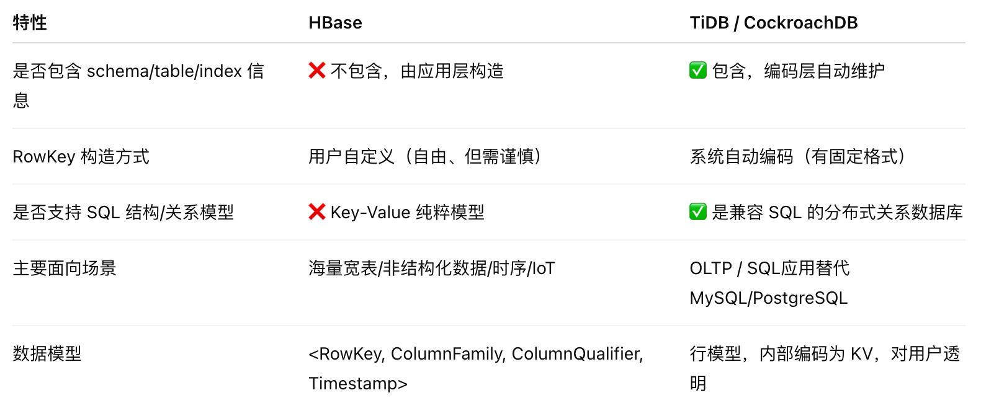 特性 HBase TiDB / CockroachDB
是否包含 schema/table/index 信 ❌ 不包含，由应用层构造 ✅ 包含，编码层自动维护
息
RowKey 构造方式 用户自定义（自由、但需谨慎） 系统自动编码（有固定格式）
是否支持 SQL 结构/关系模型 ❌ Key-Value 纯粹模型 ✅ 是兼容 SQL 的分布式关系数据库
主要面向场景 海量宽表/非结构化数据/时序/IoT OLTP / SQL应用替代
MySQL/PostgreSQL
数据模型 <RowKey, ColumnFamily, ColumnQualifier, 行模型，内部编码为 KV，对用户透
Timestamp> 明